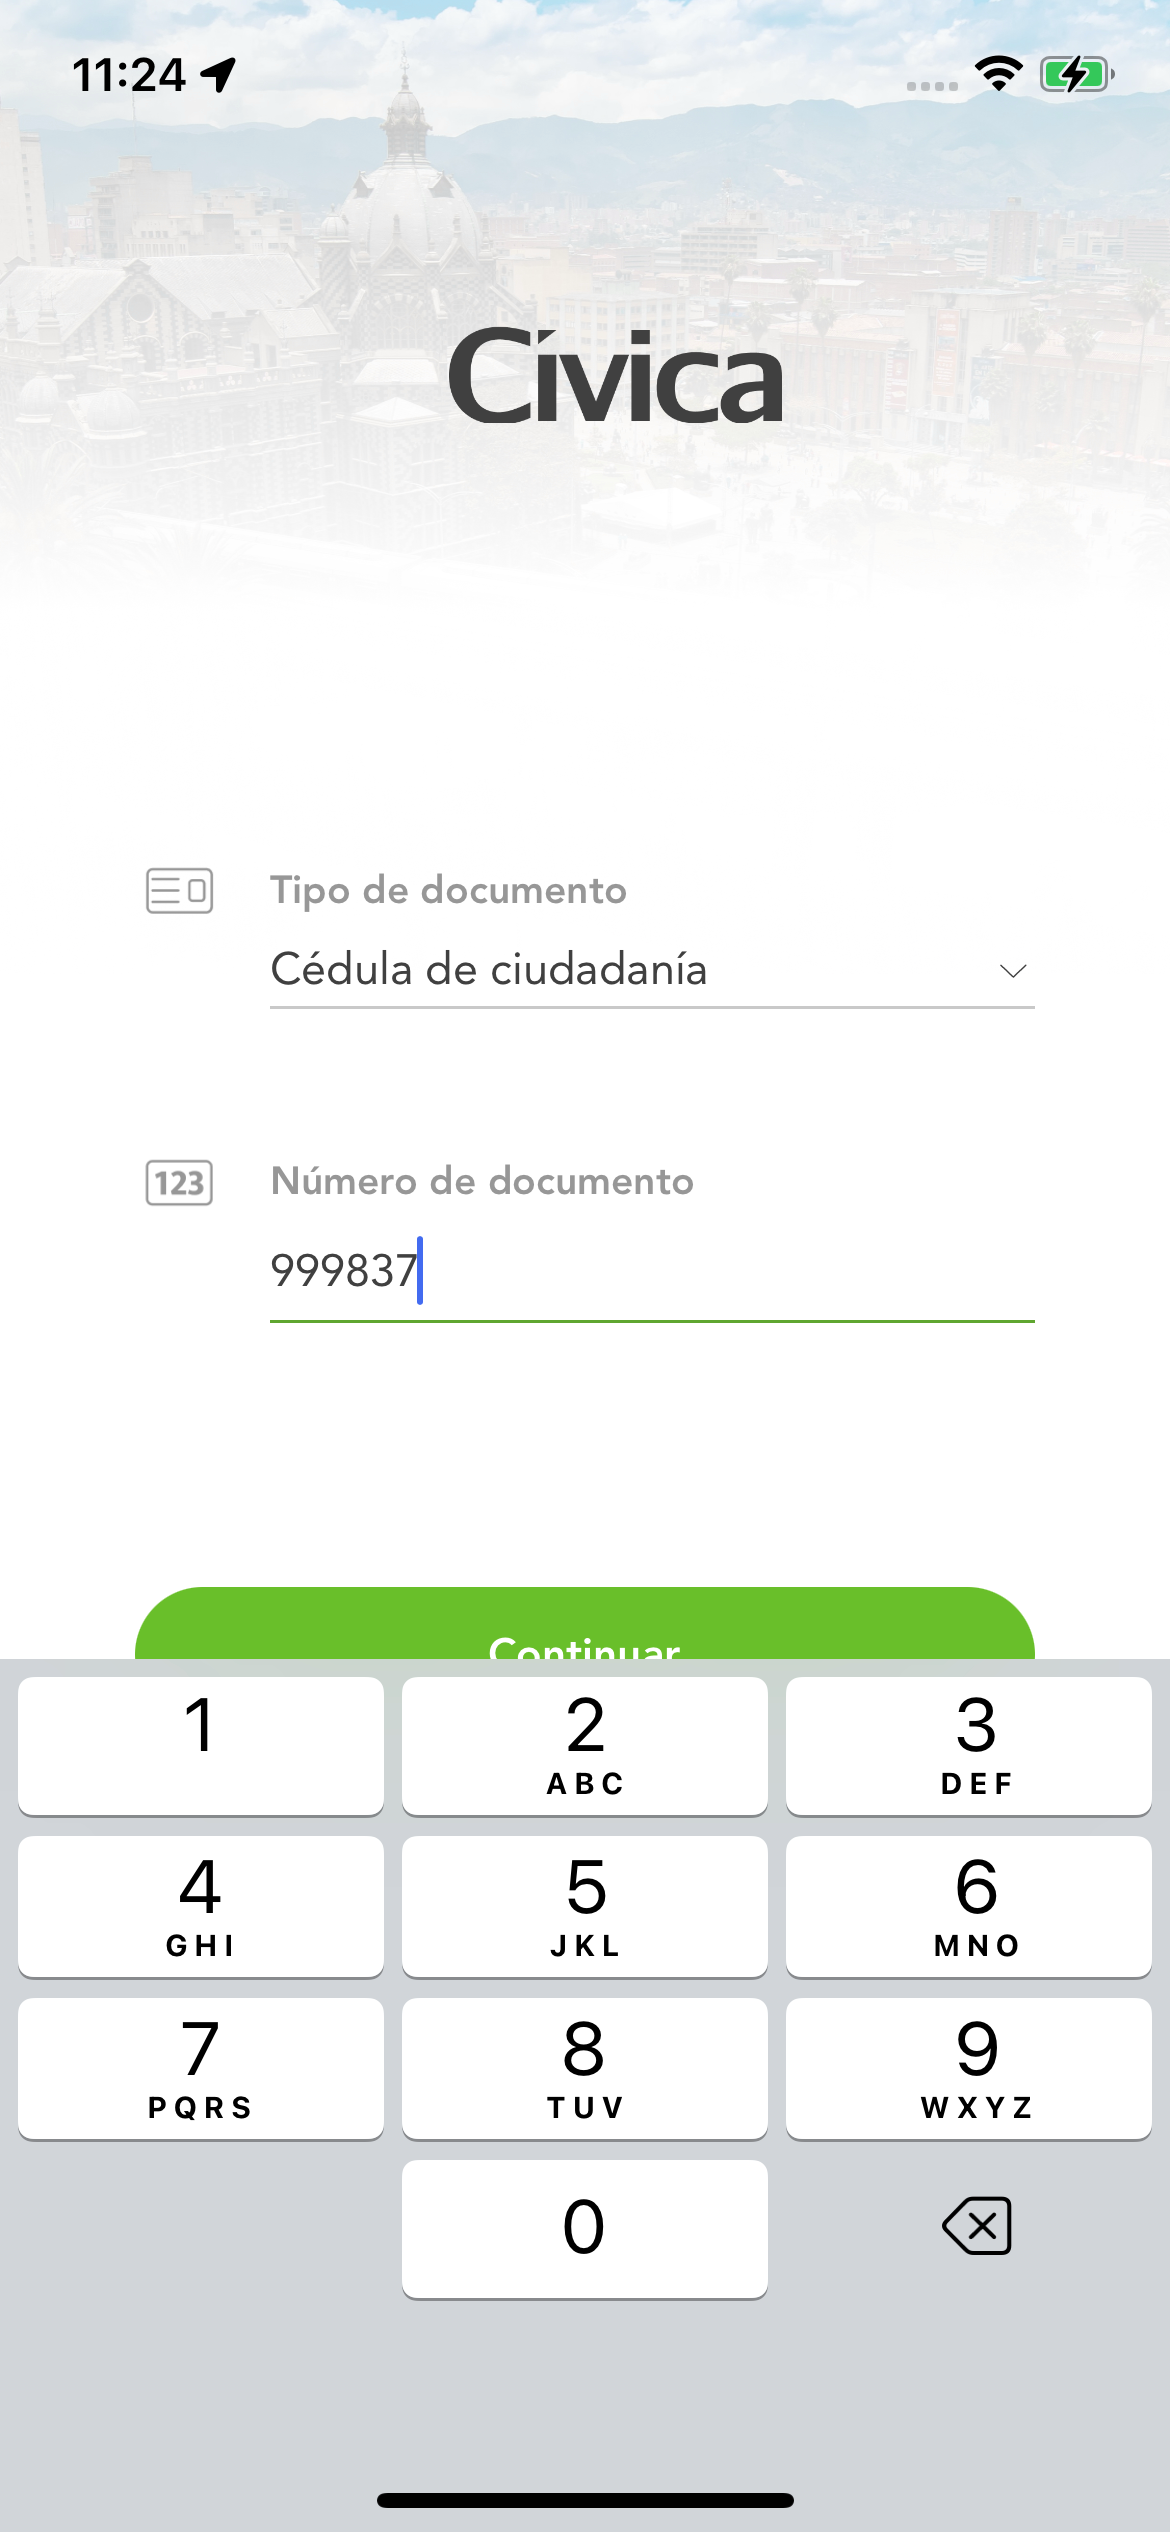 11:24
Cívica
Tipo de documento
Cédula de ciudadanía
123
Número de documento
999837
Continuar
1
2
ABC
3
DEF
4
GHI
5
JKL
6
MNO
7
PQRS
8
TUV
9
WXYZ
0